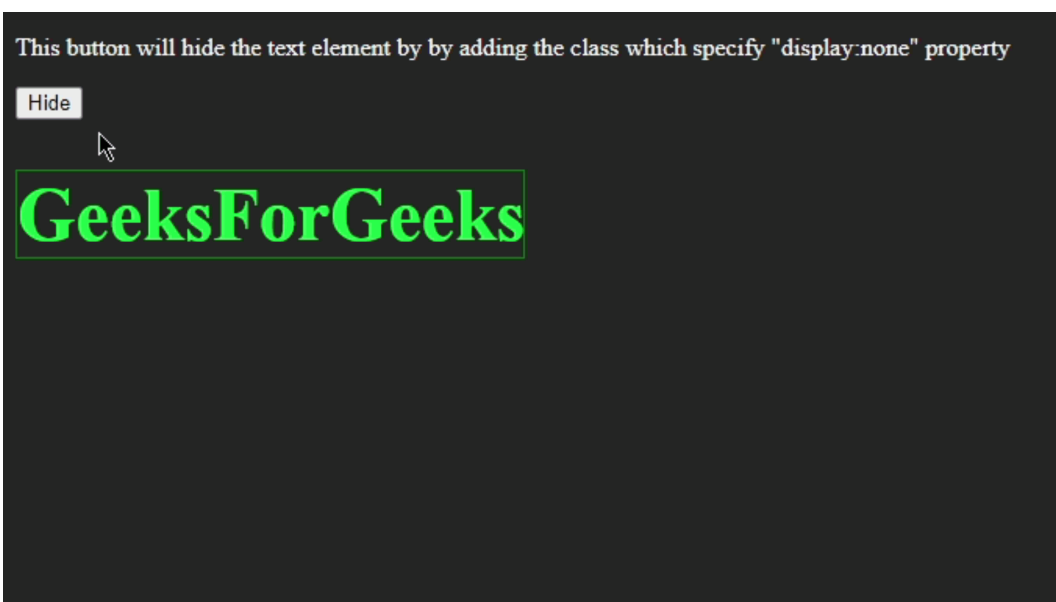 This button will hide the text element by by adding the class which specify "display:none" property
Hide
GeeksForGeeks